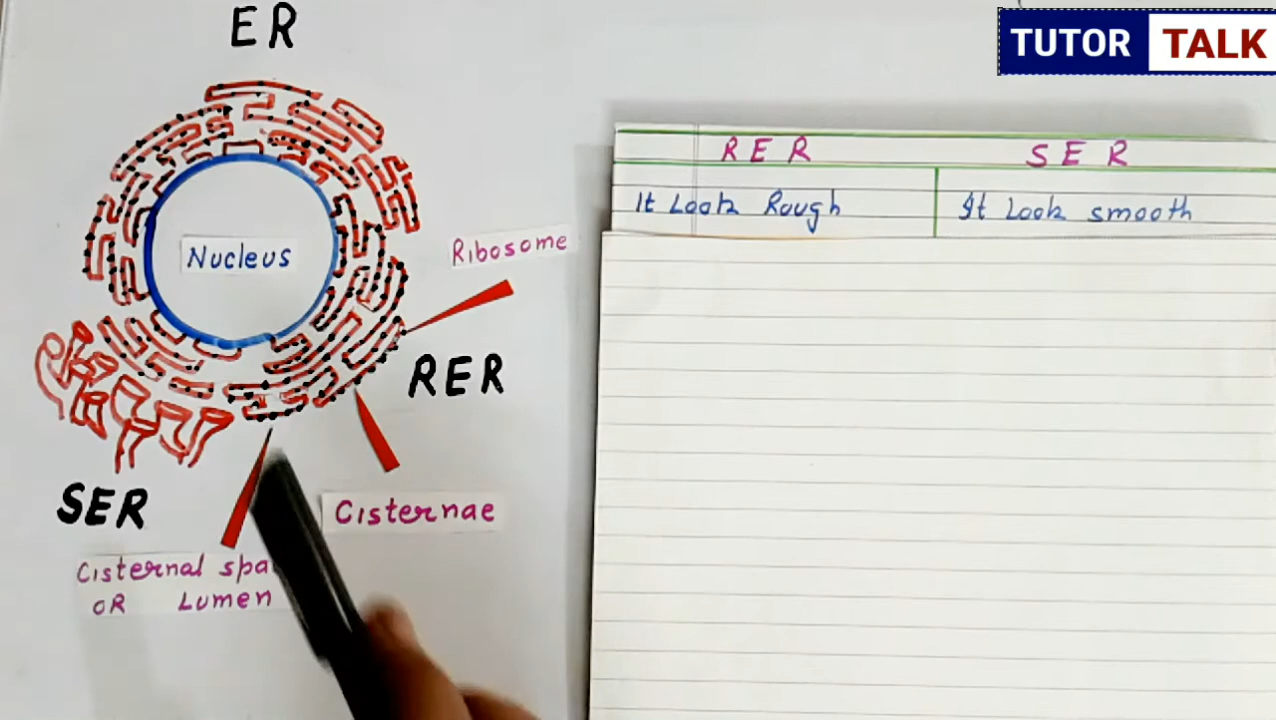 ER
TUTOR TALK
RER SER
It Look Rough It Look smooth
Nucleus
Ribosome
RER
SER
Cisternae
Cisternal spa
OR Lumen